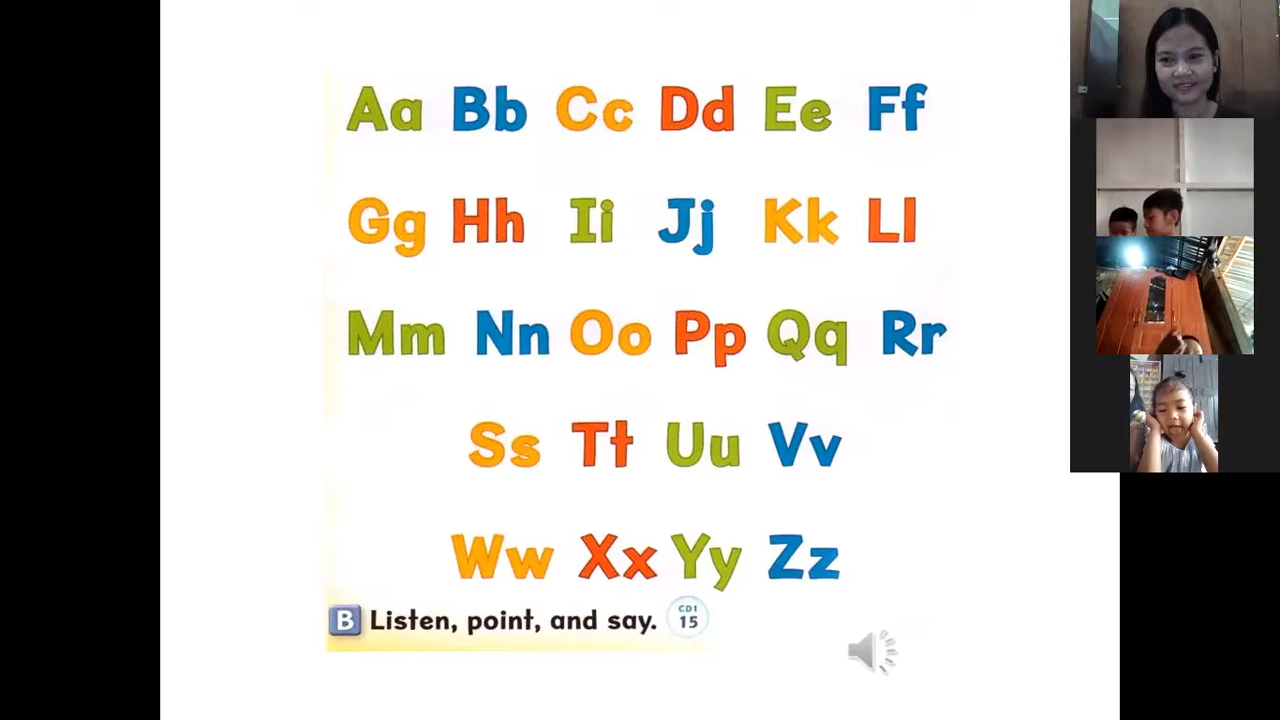 Aa Bb Cc Dd Ee Ff
Gg Hh Ii Jj Kk Ll
Mm Nn Oo Pp Qq Rr
Ss Tt Uu Vv
Ww Xx Yy Zz
B Listen, point, and say. CD1 15